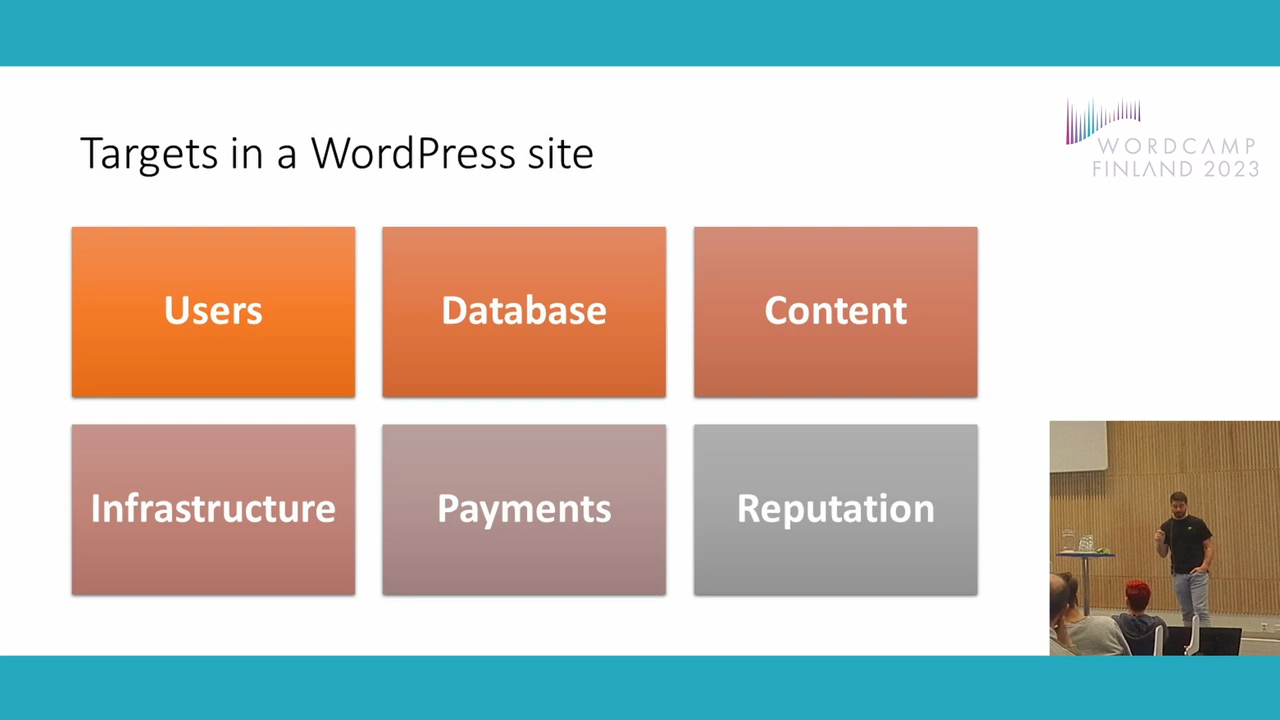 Targets in a WordPress site
WORDCAMP
FINLAND 2023
Users
Database
Content
Infrastructure
Payments
Reputation